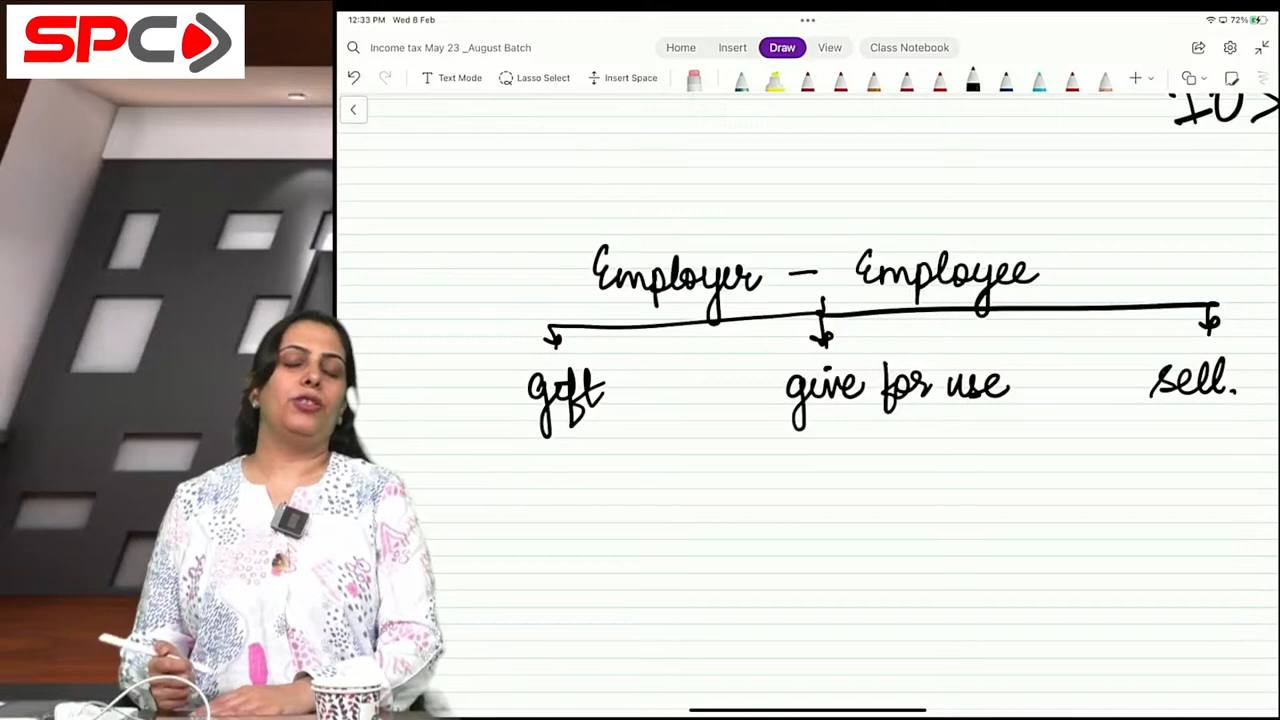 SPC
12:33 PM Wed 8 Feb
72%
Income tax May 23 _August Batch
Home Insert Draw View Class Notebook
Text Mode Lasso Select Insert Space
Employer - Employee
gift give for use sell.